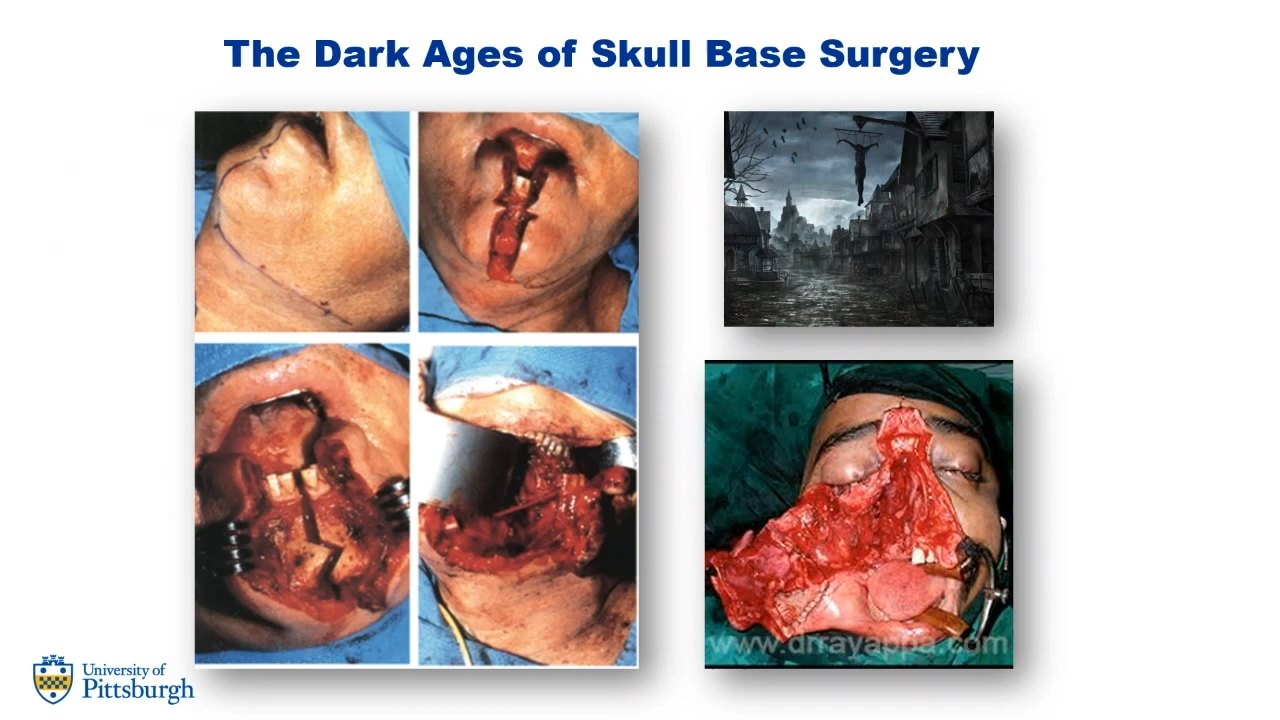 The Dark Ages of Skull Base Surgery
www.drrayappa.com
University of
Pittsburgh